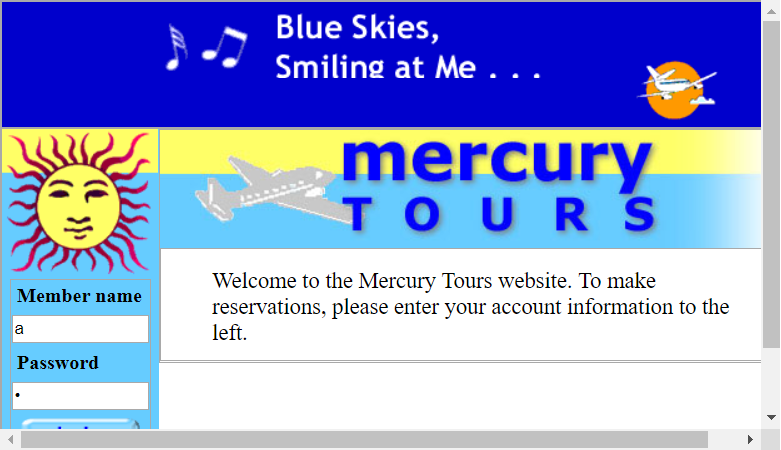 Blue Skies,
Smiling at Me . . .
mercury
TOURS
Welcome to the Mercury Tours website. To make
reservations, please enter your account information to the
left.
Member name
a
Password
•